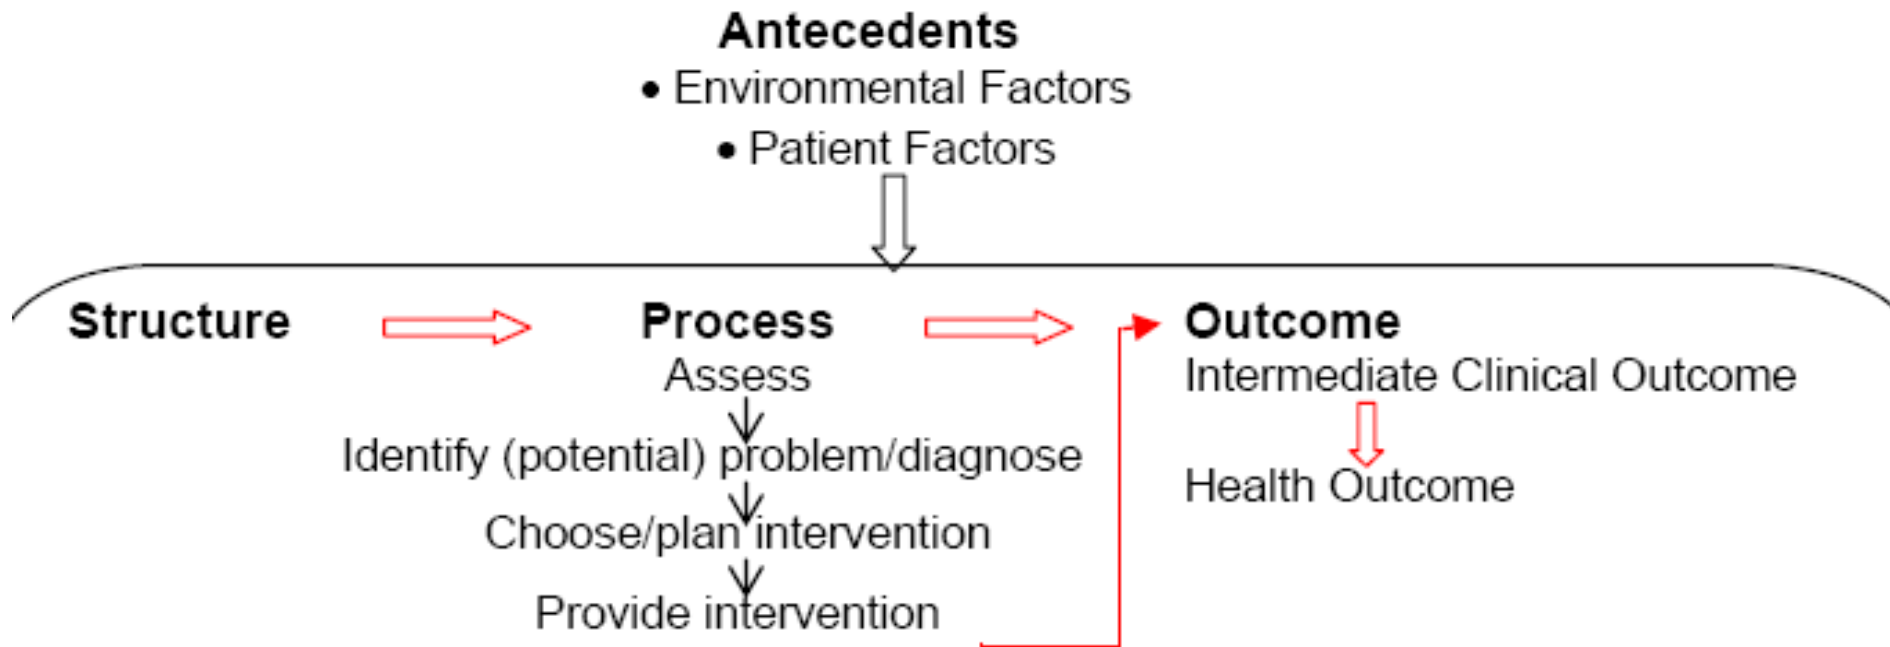 Antecedents
• Environmental Factors
• Patient Factors
Structure
Process
Assess
Identify (potential) problem/diagnose
Choose/plan intervention
Provide intervention
Outcome
Intermediate Clinical Outcome
Health Outcome